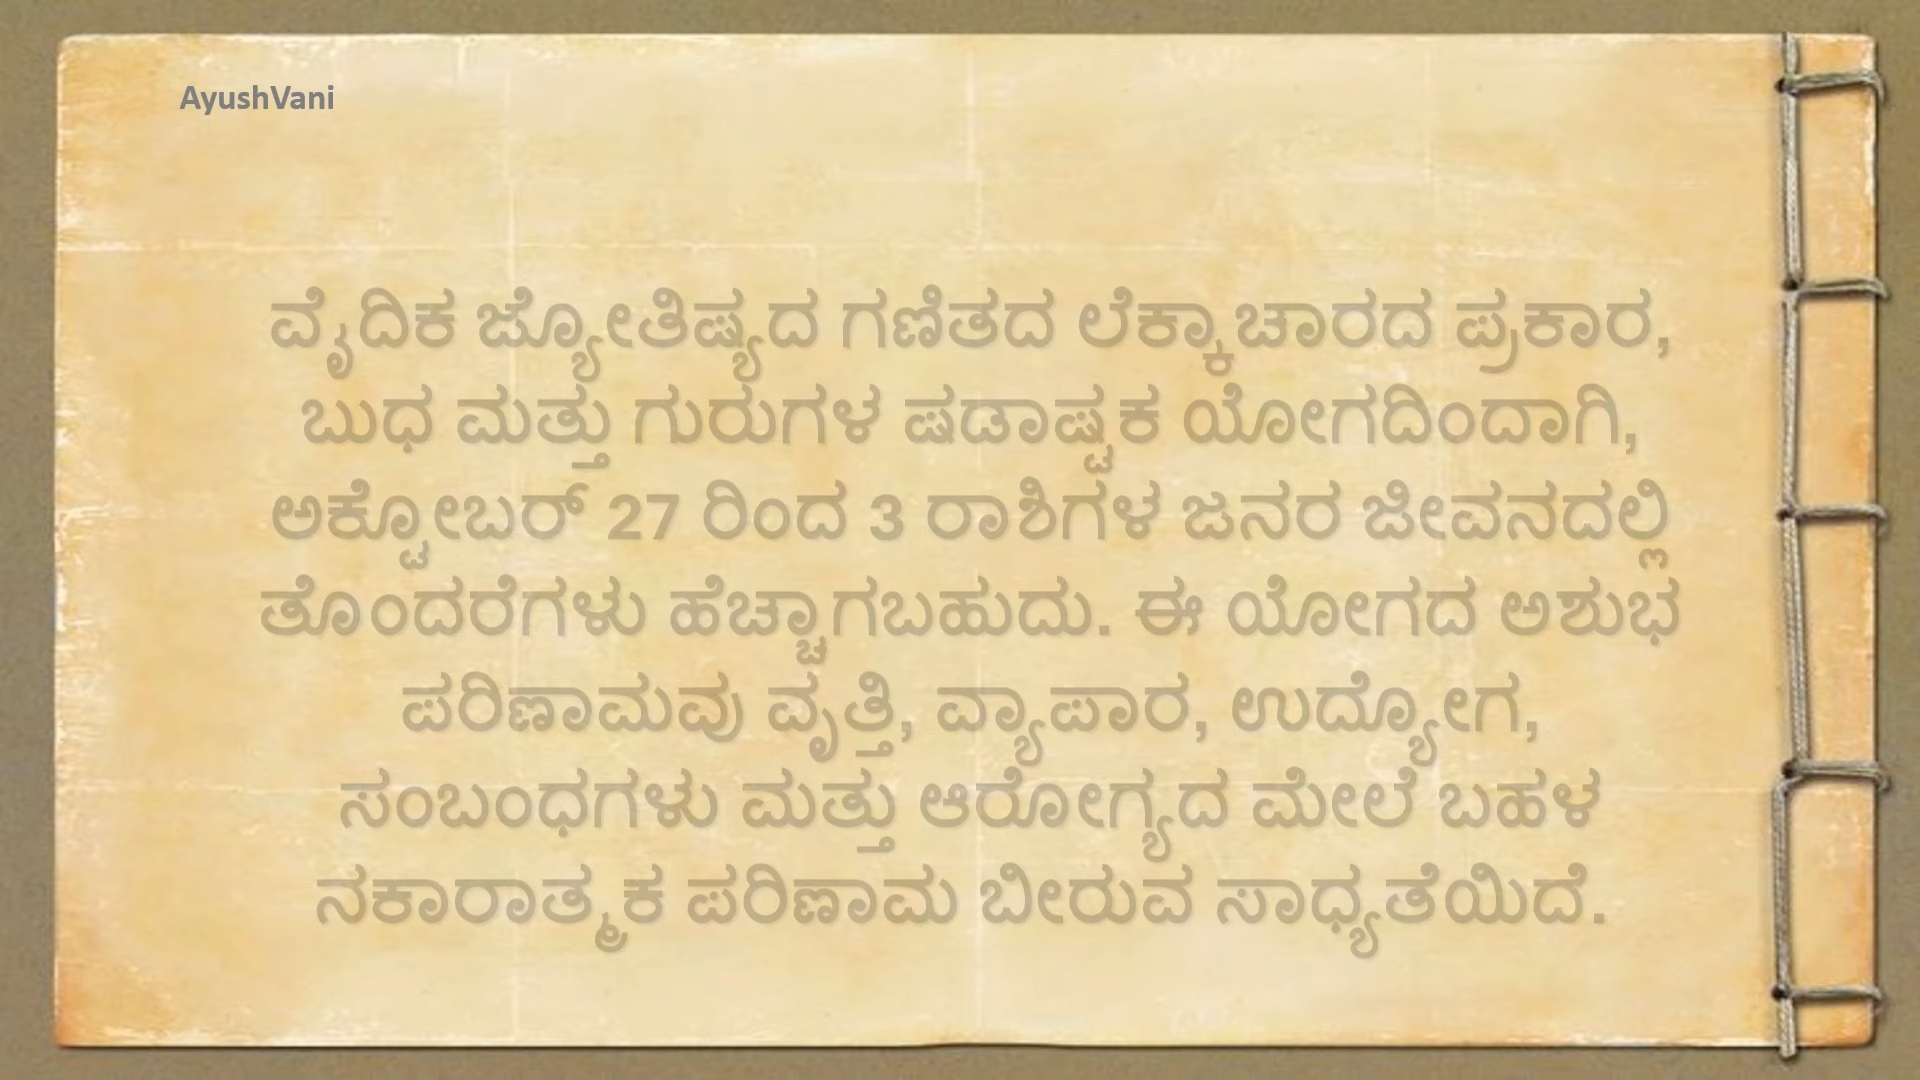 AyushVani
ವೈದಿಕ ಜ್ಯೋತಿಷ್ಯದ ಗಣಿತದ ಲೆಕ್ಕಾಚಾರದ ಪ್ರಕಾರ,
ಬುಧ ಮತ್ತು ಗುರುಗಳ ಷಡಾಷ್ಟಕ ಯೋಗದಿಂದಾಗಿ,
ಅಕ್ಟೋಬರ್ 27 ರಿಂದ 3 ರಾಶಿಗಳ ಜನರ ಜೀವನದಲ್ಲಿ
ತೊಂದರೆಗಳು ಹೆಚ್ಚಾಗಬಹುದು. ಈ ಯೋಗದ ಅಶುಭ
ಪರಿಣಾಮವು ವೃತ್ತಿ, ವ್ಯಾಪಾರ, ಉದ್ಯೋಗ,
ಸಂಬಂಧಗಳು ಮತ್ತು ಆರೋಗ್ಯದ ಮೇಲೆ ಬಹಳ
ನಕಾರಾತ್ಮಕ ಪರಿಣಾಮ ಬೀರುವ ಸಾಧ್ಯತೆಯಿದೆ.